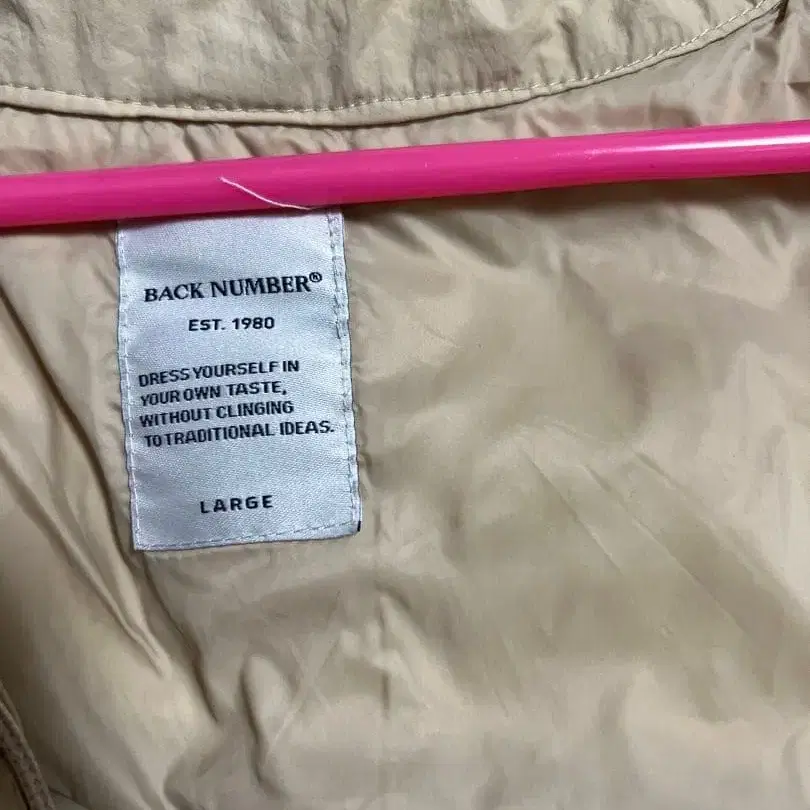 BACK NUMBER®
EST. 1980
DRESS YOURSELF IN
YOUR OWN TASTE,
WITHOUT CLINGING
TO TRADITIONAL IDEAS.
LARGE